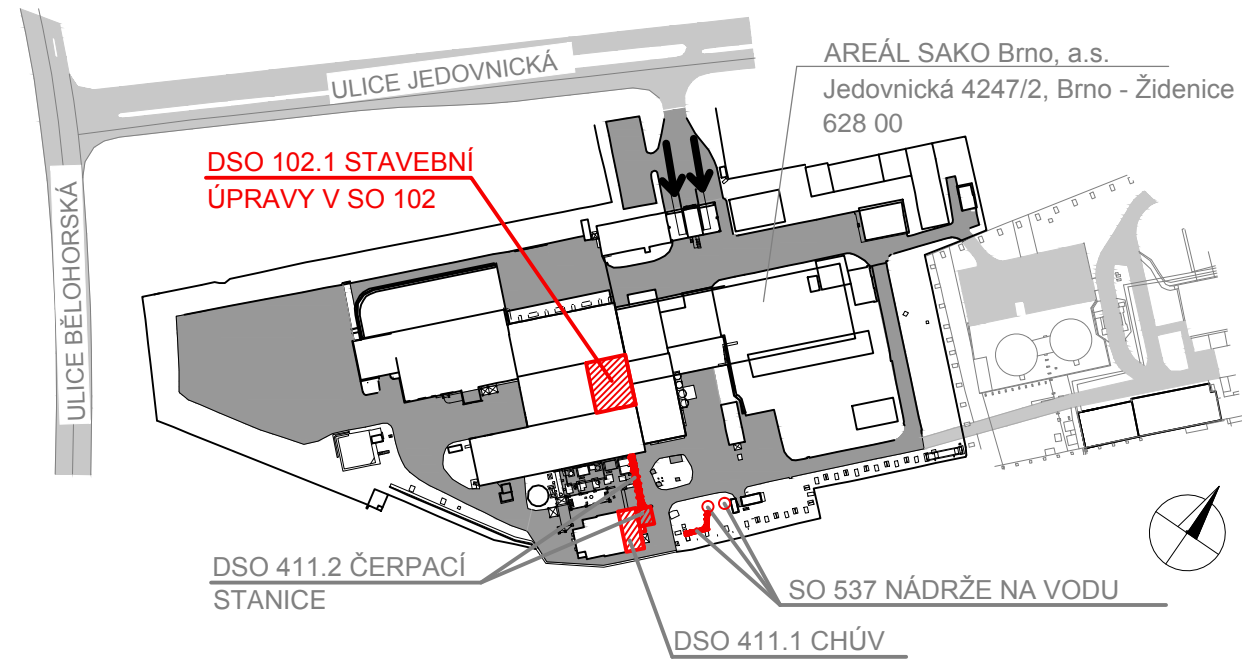 ULICE JEDOVNICKÁ
AREÁL SAKO Brno, a.s.
Jedovnická 4247/2, Brno - Židenice
628 00
DSO 102.1 STAVEBNÍ
ÚPRAVY V SO 102
ULICE BĚLOHORSKÁ
DSO 411.2 ČERPACÍ
STANICE
SO 537 NÁDRŽE NA VODU
DSO 411.1 CHÚV